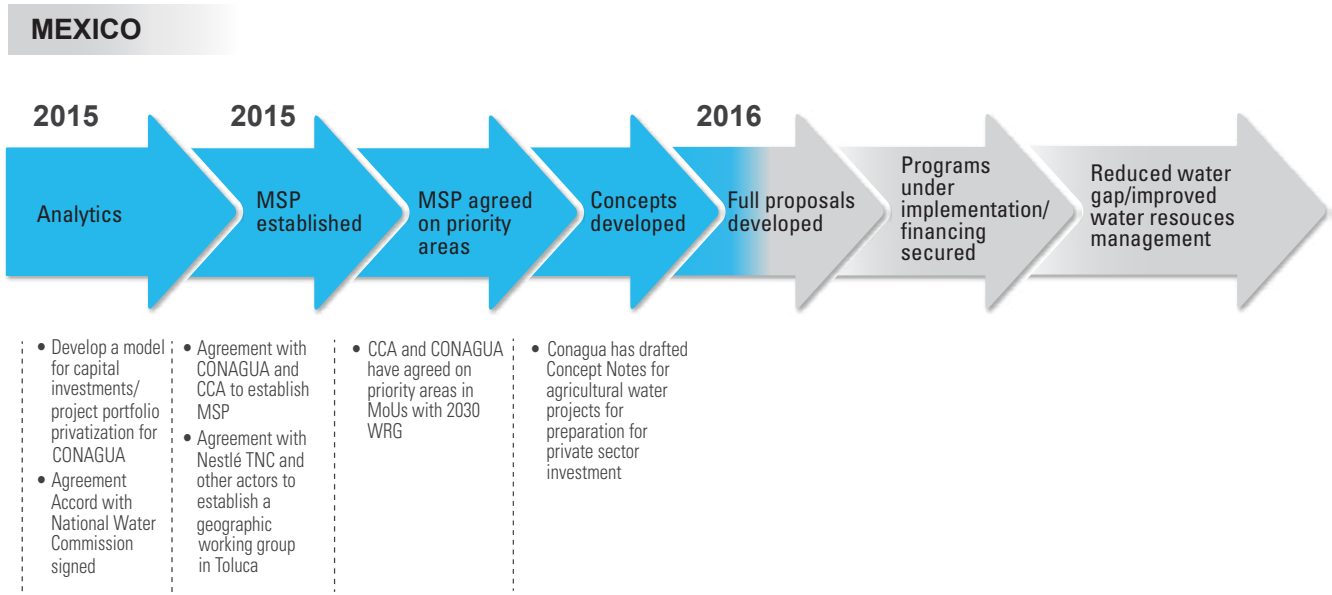 MEXICO
2015
2015
2016
Analytics
MSP
established
MSP agreed
on priority
areas
Concepts
developed
Full proposals
developed
Programs
under
implementation/
financing
secured
Reduced water
gap/improved
water resouces
management
• Develop a model
for capital
investments/
project portfolio
privatization for
CONAGUA
• Agreement
Accord with
National Water
Commission
signed
• Agreement with
CONAGUA and
CCA to establish
MSP
• Agreement with
Nestlé TNC and
other actors to
establish a
geographic
working group
in Toluca
• CCA and CONAGUA
have agreed on
priority areas in
MoUs with 2030
WRG
• Conagua has drafted
Concept Notes for
agricultural water
projects for
preparation for
private sector
investment